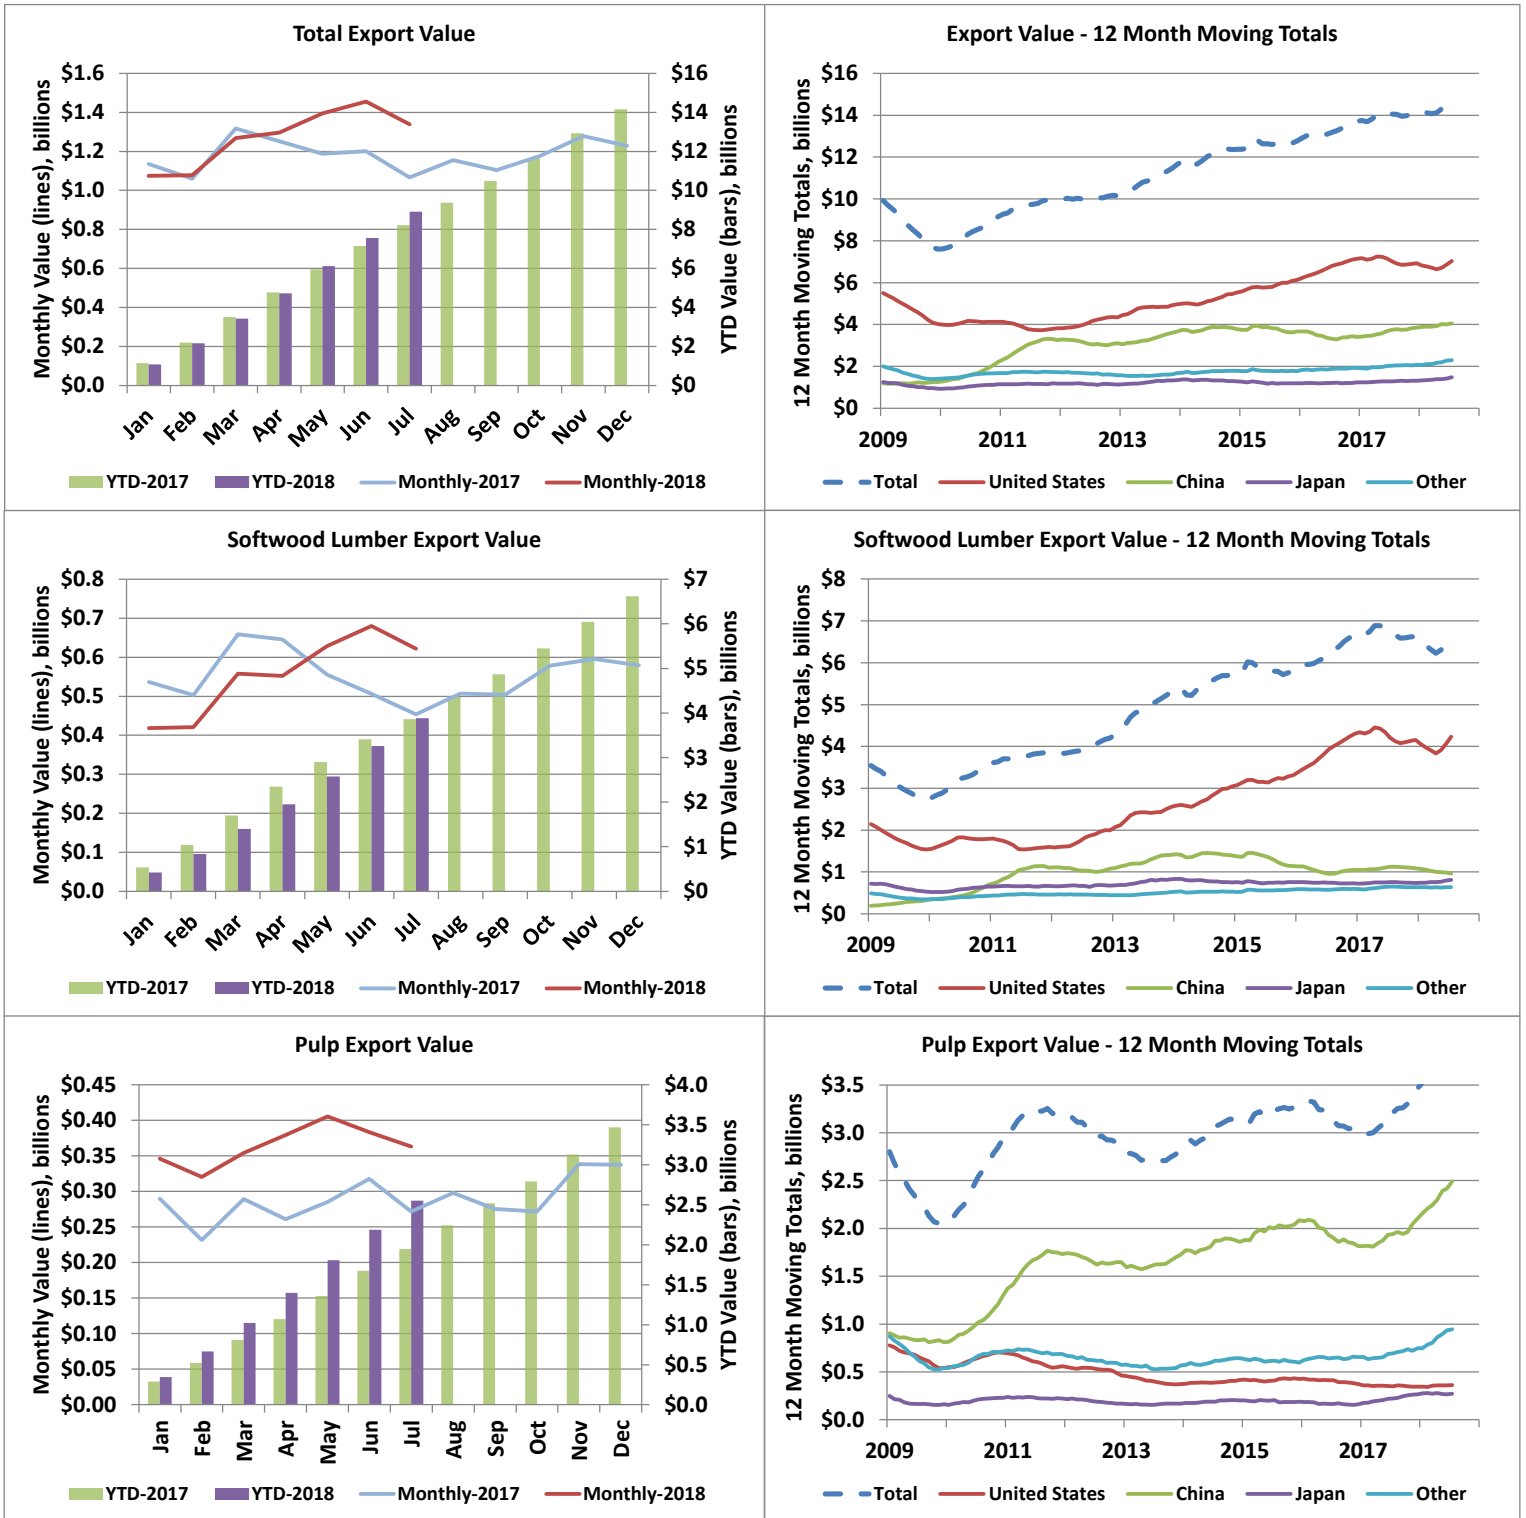 Total Export Value
Monthly Value (lines), billions
$1.6
$1.4
$1.2
$1.0
$0.8
$0.6
$0.4
$0.2
$0.0
$16
$14
$12
$10
$8
$6
$4
$2
$0
YTD Value (bars), billions
Jan Feb Mar Apr May Jun Jul Aug Sep Oct Nov Dec
YTD-2017 YTD-2018 Monthly-2017 Monthly-2018
Export Value - 12 Month Moving Totals
12 Month Moving Totals, billions
$16
$14
$12
$10
$8
$6
$4
$2
$0
2009 2011 2013 2015 2017
Total United States China Japan Other
Softwood Lumber Export Value
Monthly Value (lines), billions
$0.8
$0.7
$0.6
$0.5
$0.4
$0.3
$0.2
$0.1
$0.0
$7
$6
$5
$4
$3
$2
$1
$0
YTD Value (bars), billions
Jan Feb Mar Apr May Jun Jul Aug Sep Oct Nov Dec
YTD-2017 YTD-2018 Monthly-2017 Monthly-2018
Softwood Lumber Export Value - 12 Month Moving Totals
12 Month Moving Totals, billions
$8
$7
$6
$5
$4
$3
$2
$1
$0
2009 2011 2013 2015 2017
Total United States China Japan Other
Pulp Export Value
Monthly Value (lines), billions
$0.45
$0.40
$0.35
$0.30
$0.25
$0.20
$0.15
$0.10
$0.05
$0.00
$4.0
$3.5
$3.0
$2.5
$2.0
$1.5
$1.0
$0.5
$0.0
YTD Value (bars), billions
Jan Feb Mar Apr May Jun Jul Aug Sep Oct Nov Dec
YTD-2017 YTD-2018 Monthly-2017 Monthly-2018
Pulp Export Value - 12 Month Moving Totals
12 Month Moving Totals, billions
$3.5
$3.0
$2.5
$2.0
$1.5
$1.0
$0.5
$0.0
2009 2011 2013 2015 2017
Total United States China Japan Other